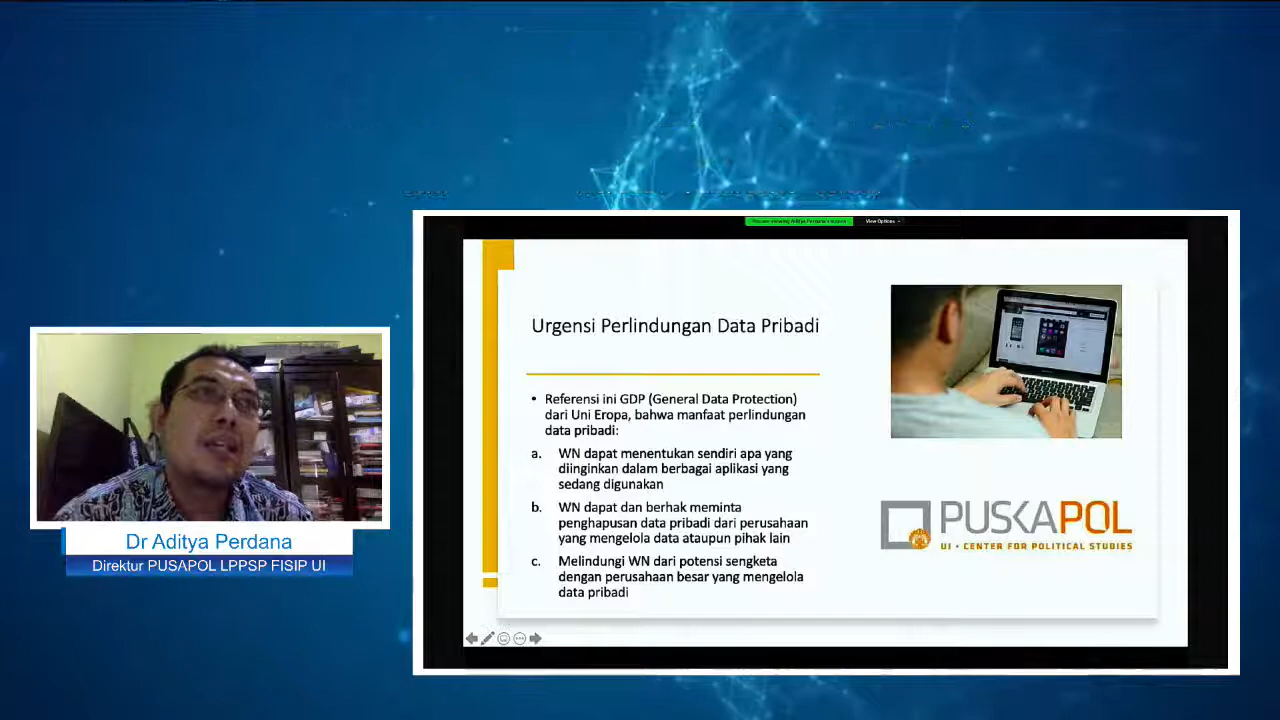 View Options
Urgensi Perlindungan Data Pribadi
• Referensi ini GDP (General Data Protection)
dari Uni Eropa, bahwa manfaat perlindungan
data pribadi:
a. WN dapat menentukan sendiri apa yang
diinginkan dalam berbagai aplikasi yang
sedang digunakan
b. WN dapat dan berhak meminta
penghapusan data pribadi dari perusahaan
yang mengelola data ataupun pihak lain
c. Melindungi WN dari potensi sengketa
dengan perusahaan besar yang mengelola
data pribadi
PUSKAPOL
UI • CENTER FOR POLITICAL STUDIES
Dr Aditya Perdana
Direktur PUSAPOL LPPSP FISIP UI